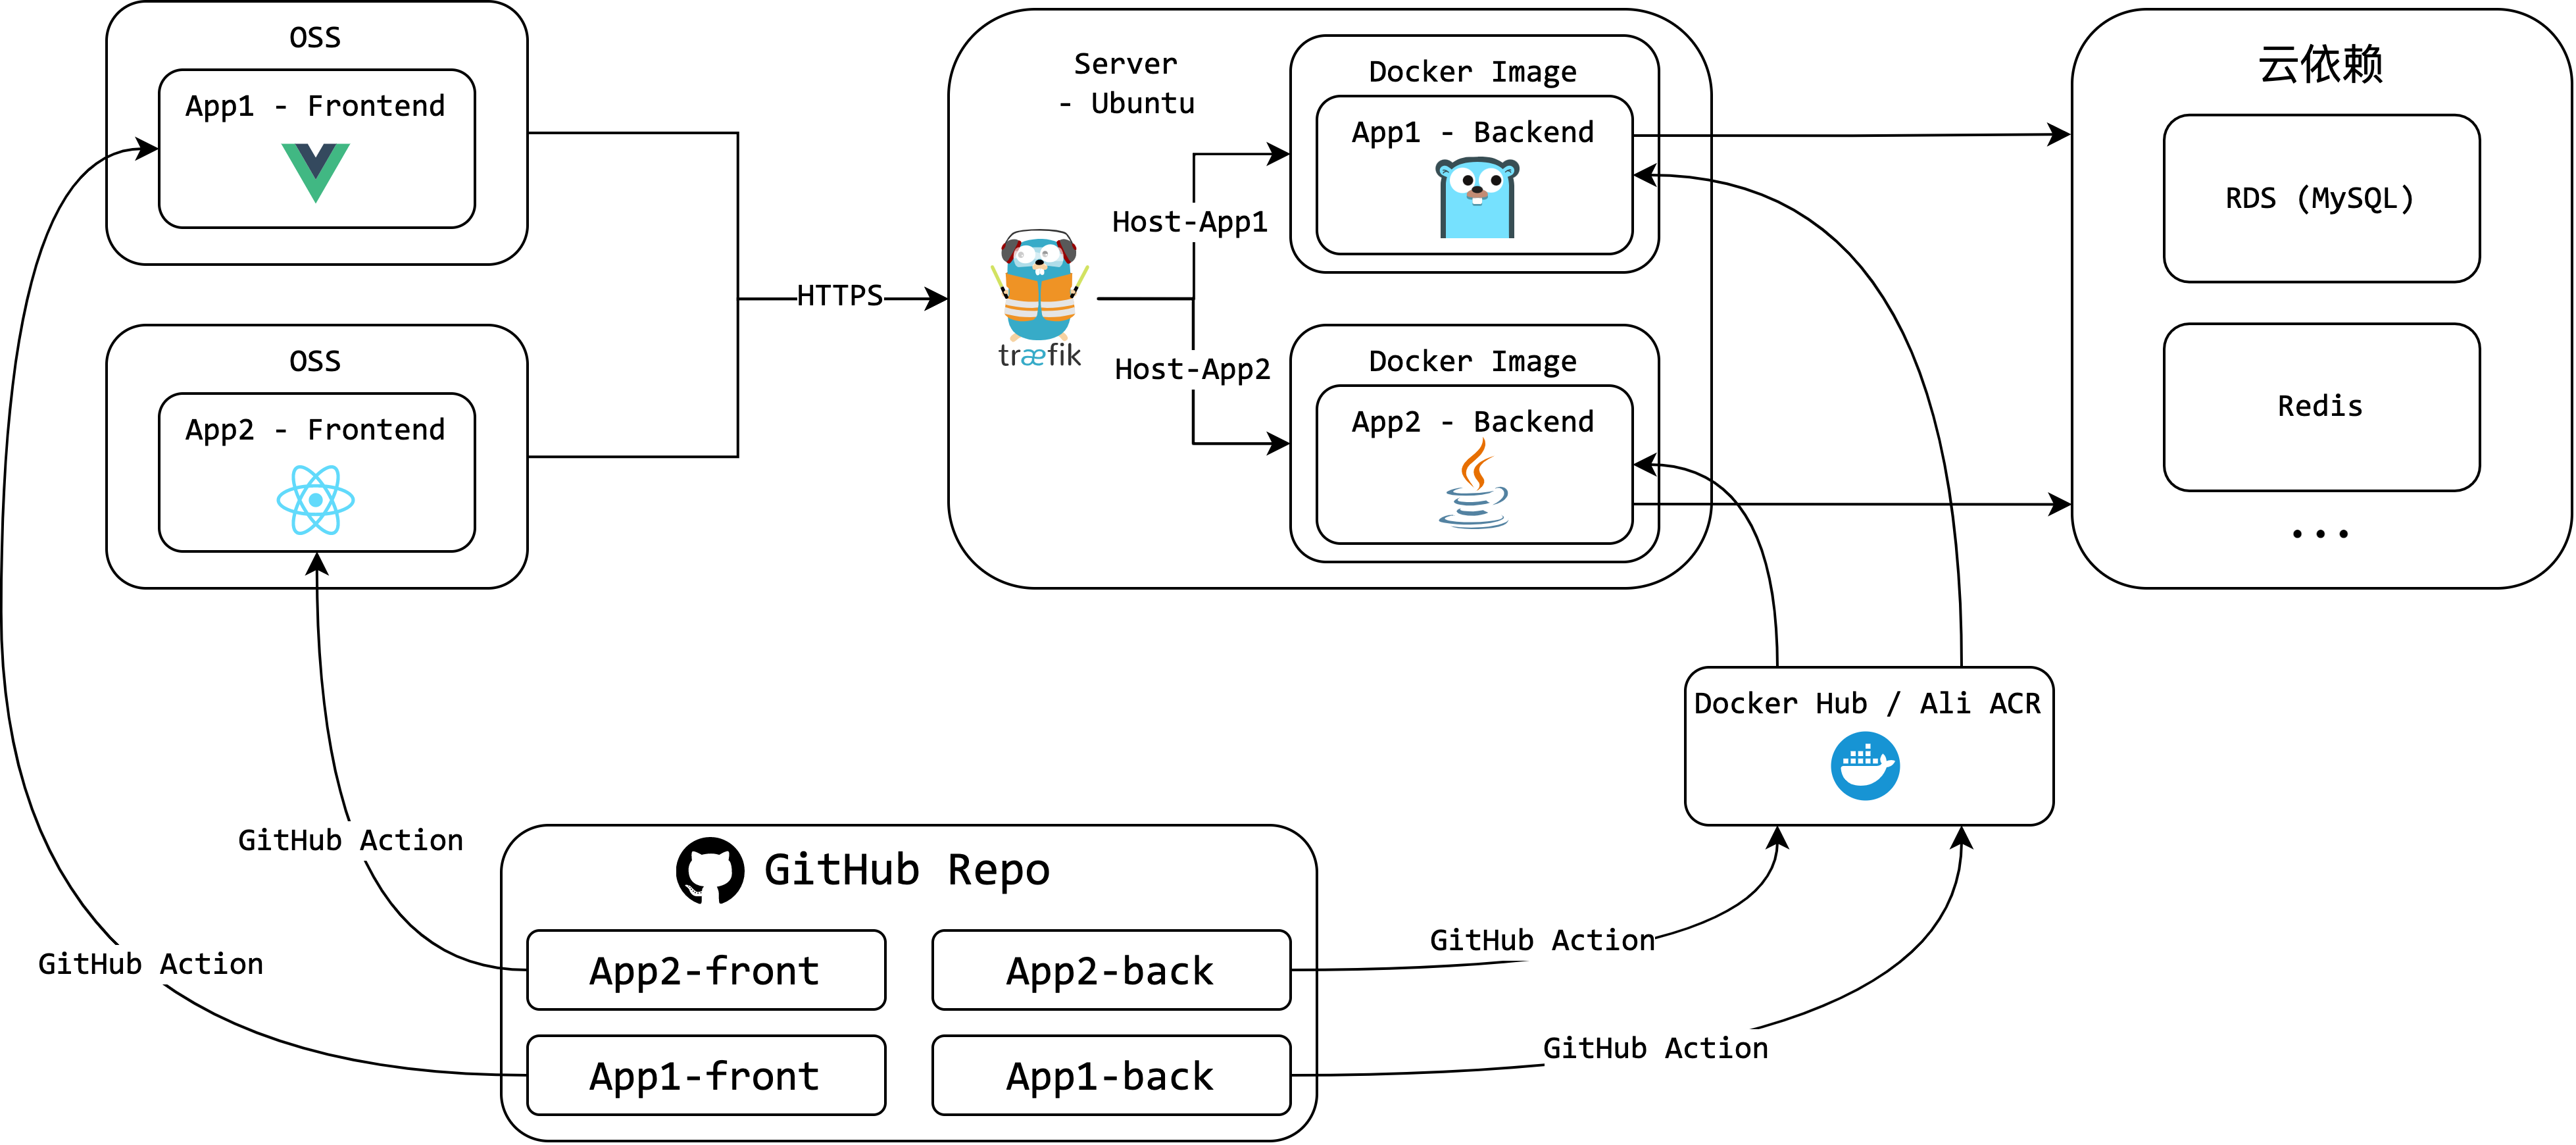 OSS
App1 - Frontend
OSS
App2 - Frontend
HTTPS
Server
- Ubuntu
træfik
Host-App1
Host-App2
Docker Image
App1 - Backend
Docker Image
App2 - Backend
云依赖
RDS (MySQL)
Redis
...
Docker Hub / Ali ACR
GitHub Action
GitHub Action
GitHub Repo
App2-front
App2-back
App1-front
App1-back
GitHub Action
GitHub Action